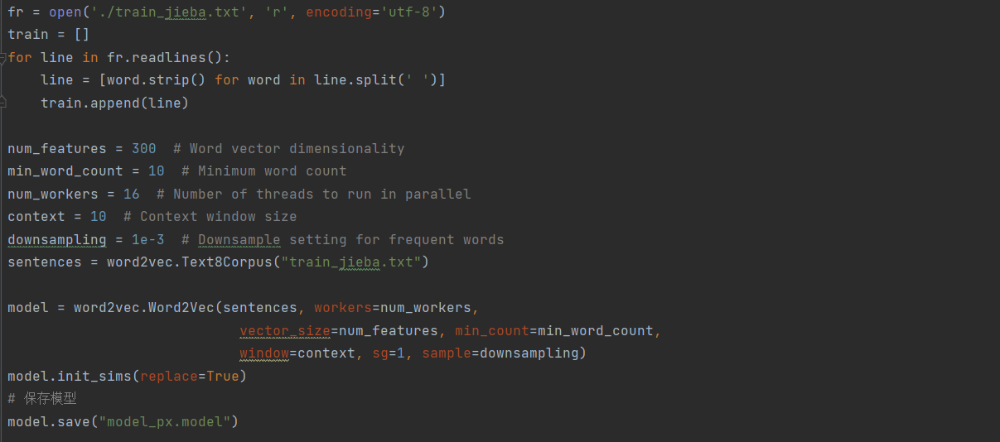 fr = open('./train_jieba.txt', 'r', encoding='utf-8')
train = []
for line in fr.readlines():
    line = [word.strip() for word in line.split(' ')]
    train.append(line)

num_features = 300  # Word vector dimensionality
min_word_count = 10  # Minimum word count
num_workers = 16  # Number of threads to run in parallel
context = 10  # Context window size
downsampling = 1e-3  # Downsample setting for frequent words
sentences = word2vec.Text8Corpus("train_jieba.txt")

model = word2vec.Word2Vec(sentences, workers=num_workers,
                            vector_size=num_features, min_count=min_word_count,
                            window=context, sg=1, sample=downsampling)
model.init_sims(replace=True)
# 保存模型
model.save("model_px.model")